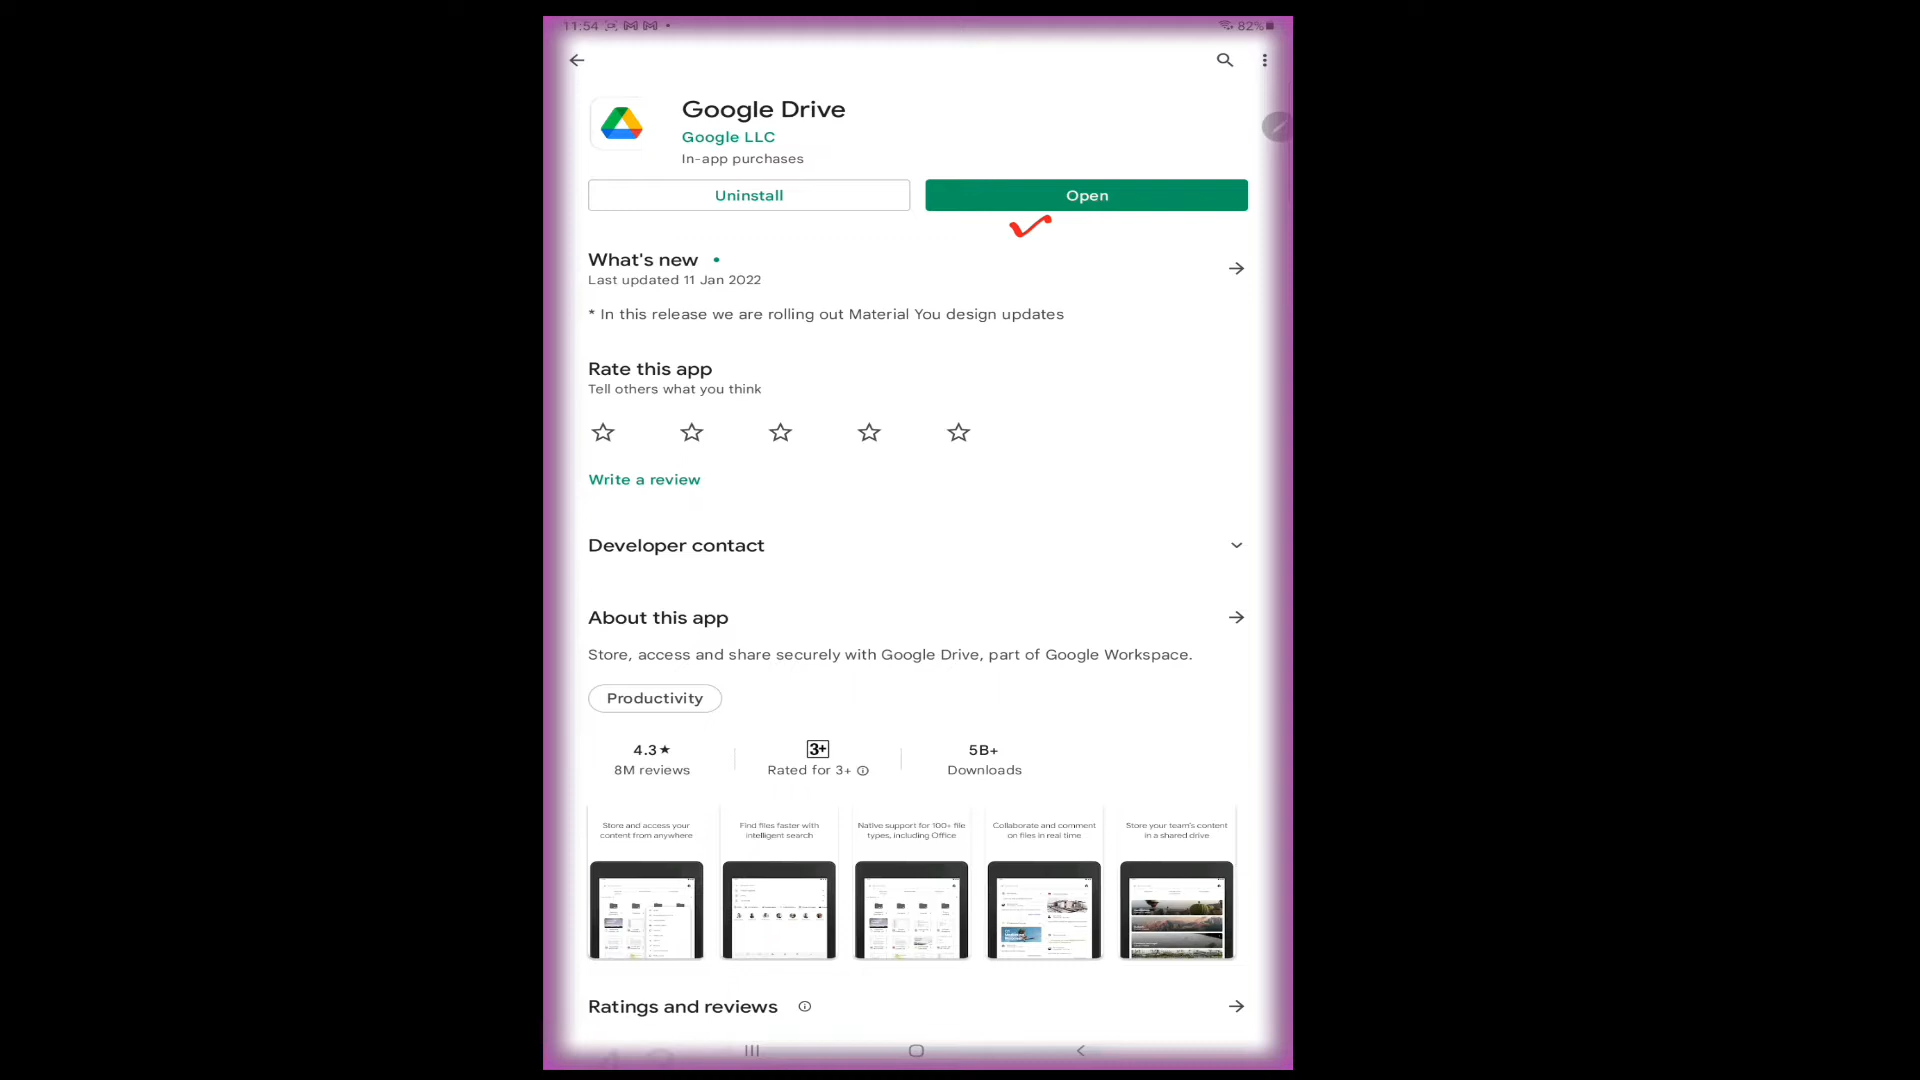 11:54
82%
Google Drive
Google LLC
In-app purchases
Uninstall
Open
What's new
Last updated 11 Jan 2022
* In this release we are rolling out Material You design updates
Rate this app
Tell others what you think
Write a review
Developer contact
About this app
Store, access and share securely with Google Drive, part of Google Workspace.
Productivity
4.3★
8M reviews
3+
Rated for 3+
5B+
Downloads
Store and access your
content from anywhere
Find files faster with
intelligent search
Native support for 100+ file
types, including Office
Collaborate and comment
on files in real time
Store your team's content
in a shared drive
Ratings and reviews